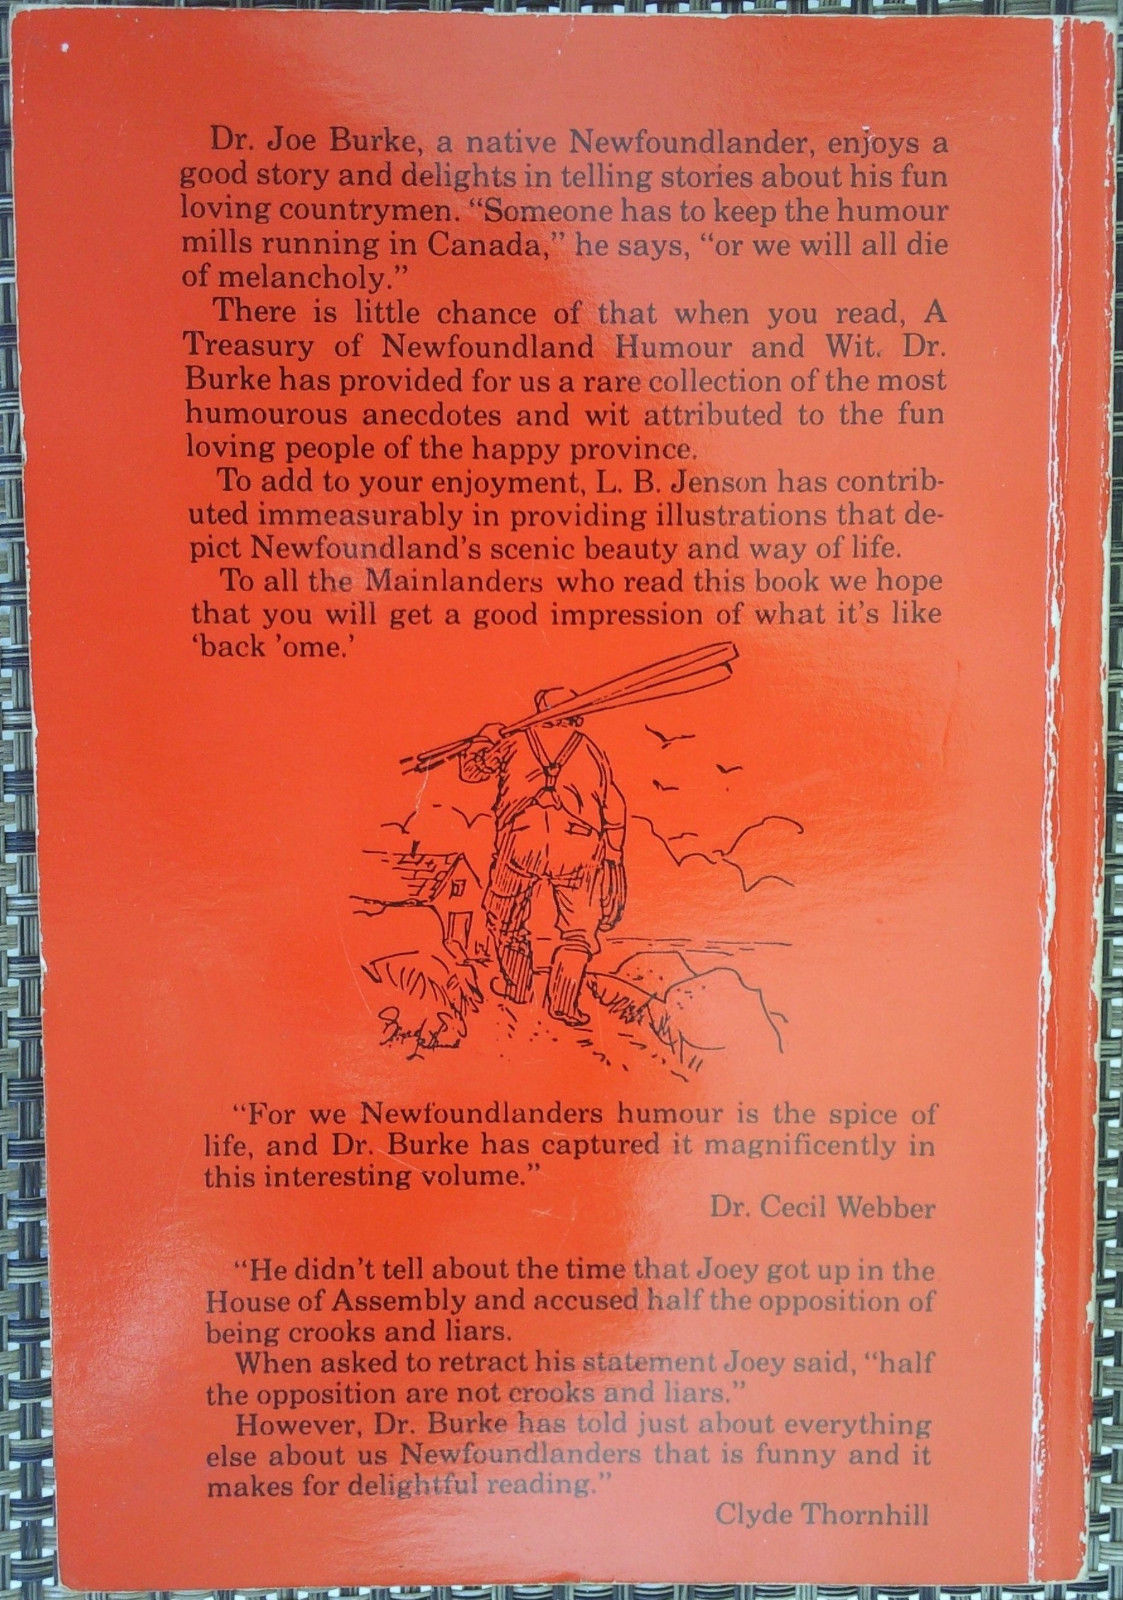 Dr. Joe Burke, a native Newfoundlander, enjoys a
good story and delights in telling stories about his fun
loving countrymen. “Someone has to keep the humour
mills running in Canada,” he says, “or we will all die
of melancholy.”
There is little chance of that when you read, A
Treasury of Newfoundland Humour and Wit. Dr.
Burke has provided for us a rare collection of the most
humourous anecdotes and wit attributed to the fun
loving people of the happy province.
To add to your enjoyment, L. B. Jenson has contrib-
uted immeasurably in providing illustrations that de-
pict Newfoundland’s scenic beauty and way of life.
To all the Mainlanders who read this book we hope
that you will get a good impression of what it’s like
‘back ’ome.’
“For we Newfoundlanders humour is the spice of
life, and Dr. Burke has captured it magnificently in
this interesting volume.”
Dr. Cecil Webber
“He didn’t tell about the time that Joey got up in the
House of Assembly and accused half the opposition of
being crooks and liars.
When asked to retract his statement Joey said, “half
the opposition are not crooks and liars.”
However, Dr. Burke has told just about everything
else about us Newfoundlanders that is funny and it
makes for delightful reading.”
Clyde Thornhill